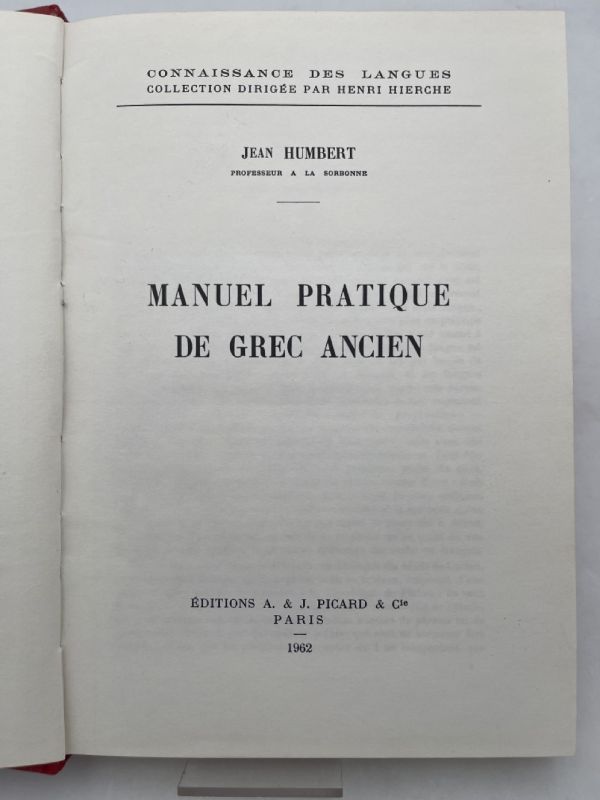 CONNAISSANCE DES LANGUES
COLLECTION DIRIGÉE PAR HENRI HIERCHE
JEAN HUMBERT
PROFESSEUR A LA SORBONNE
MANUEL PRATIQUE
DE GREC ANCIEN
ÉDITIONS A. & J. PICARD & Cie
PARIS
1962